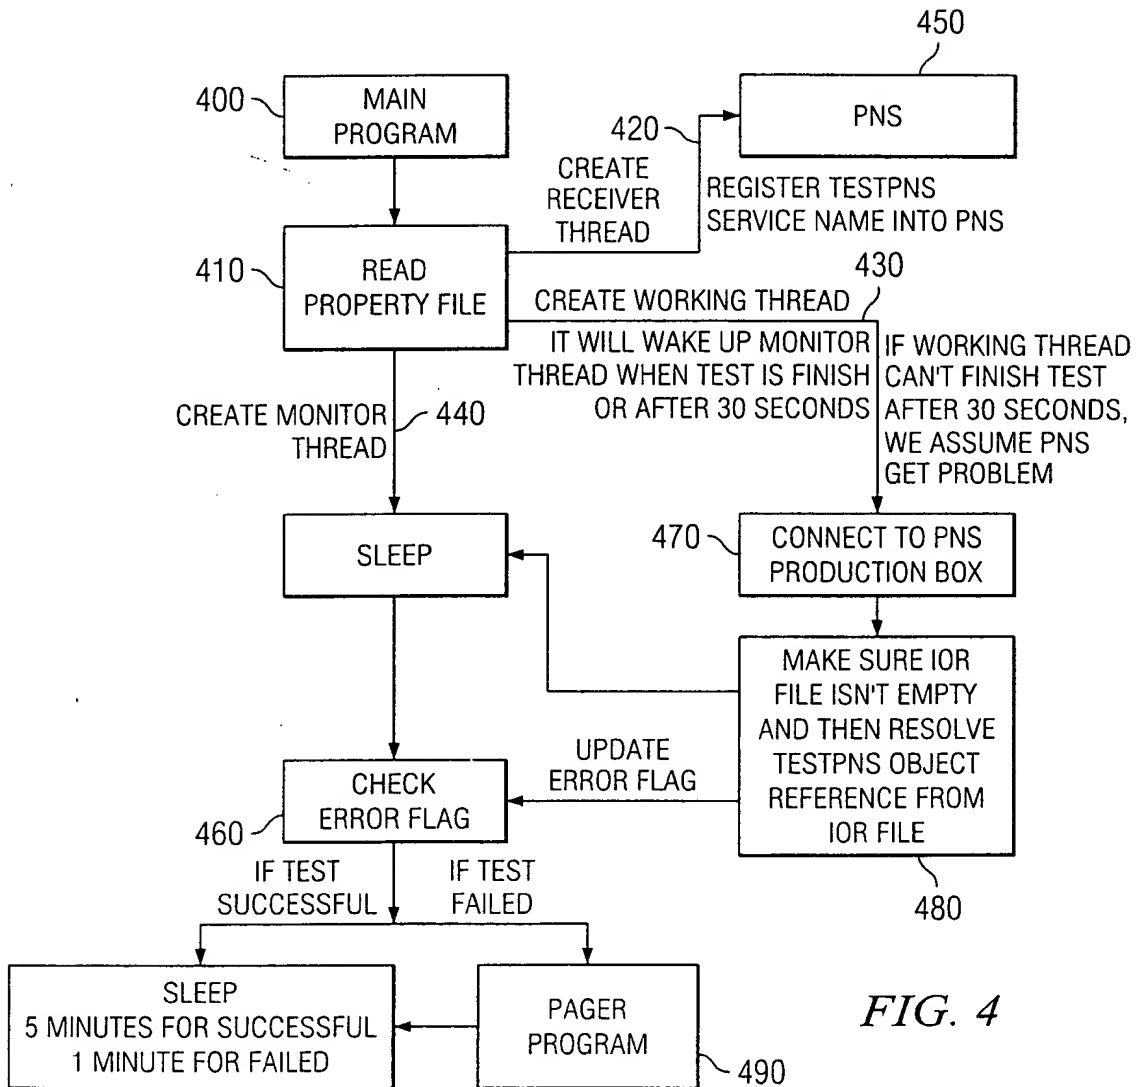 450
400
MAIN
PROGRAM
PNS
420
CREATE
RECEIVER
THREAD
REGISTER TESTPNS
SERVICE NAME INTO PNS
410
READ
PROPERTY FILE
430
CREATE WORKING THREAD
IT WILL WAKE UP MONITOR
THREAD WHEN TEST IS FINISH
OR AFTER 30 SECONDS
IF WORKING THREAD
CAN'T FINISH TEST
AFTER 30 SECONDS,
WE ASSUME PNS
GET PROBLEM
CREATE MONITOR
THREAD
440
SLEEP
470
CONNECT TO PNS
PRODUCTION BOX
MAKE SURE IOR
FILE ISN'T EMPTY
AND THEN RESOLVE
TESTPNS OBJECT
REFERENCE FROM
IOR FILE
480
UPDATE
ERROR FLAG
CHECK
ERROR FLAG
460
IF TEST
SUCCESSFUL
IF TEST
FAILED
SLEEP
5 MINUTES FOR SUCCESSFUL
1 MINUTE FOR FAILED
PAGER
PROGRAM
490
FIG. 4